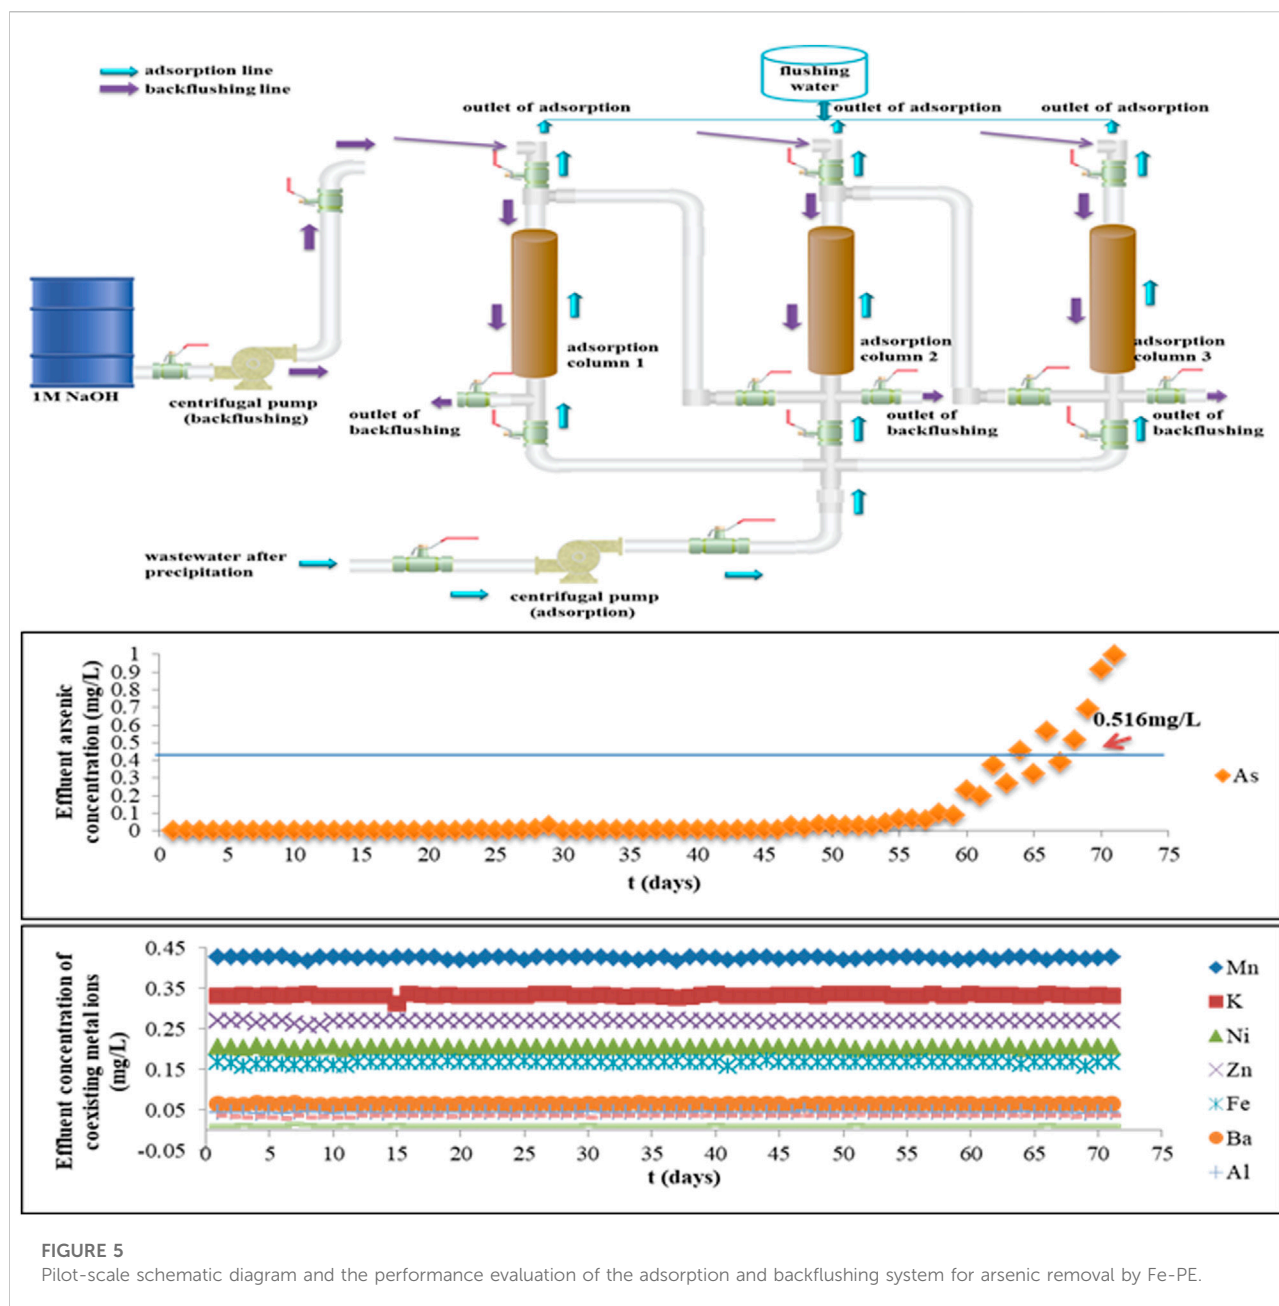 adsorption line
backflushing line
flushing
water
outlet of adsorption
outlet of adsorption
outlet of adsorption
adsorption
column 1
adsorption
column 2
adsorption
column 3
1M NaOH
centrifugal pump
(backflushing)
outlet of
backflushing
outlet of
backflushing
outlet of
backflushing
wastewater after
precipitation
centrifugal pump
(adsorption)
Effluent arsenic
concentration (mg/L)
1
0.9
0.8
0.7
0.6
0.5
0.4
0.3
0.2
0.1
0
0.516mg/L
As
0 5 10 15 20 25 30 35 40 45 50 55 60 65 70 75
t (days)
Effluent concentration of
coexisting metal ions
(mg/L)
0.45
0.35
0.25
0.15
0.05
-0.05
0 5 10 15 20 25 30 35 40 45 50 55 60 65 70 75
t (days)
Mn
K
Ni
Zn
Fe
Ba
Al
FIGURE 5
Pilot-scale schematic diagram and the performance evaluation of the adsorption and backflushing system for arsenic removal by Fe-PE.